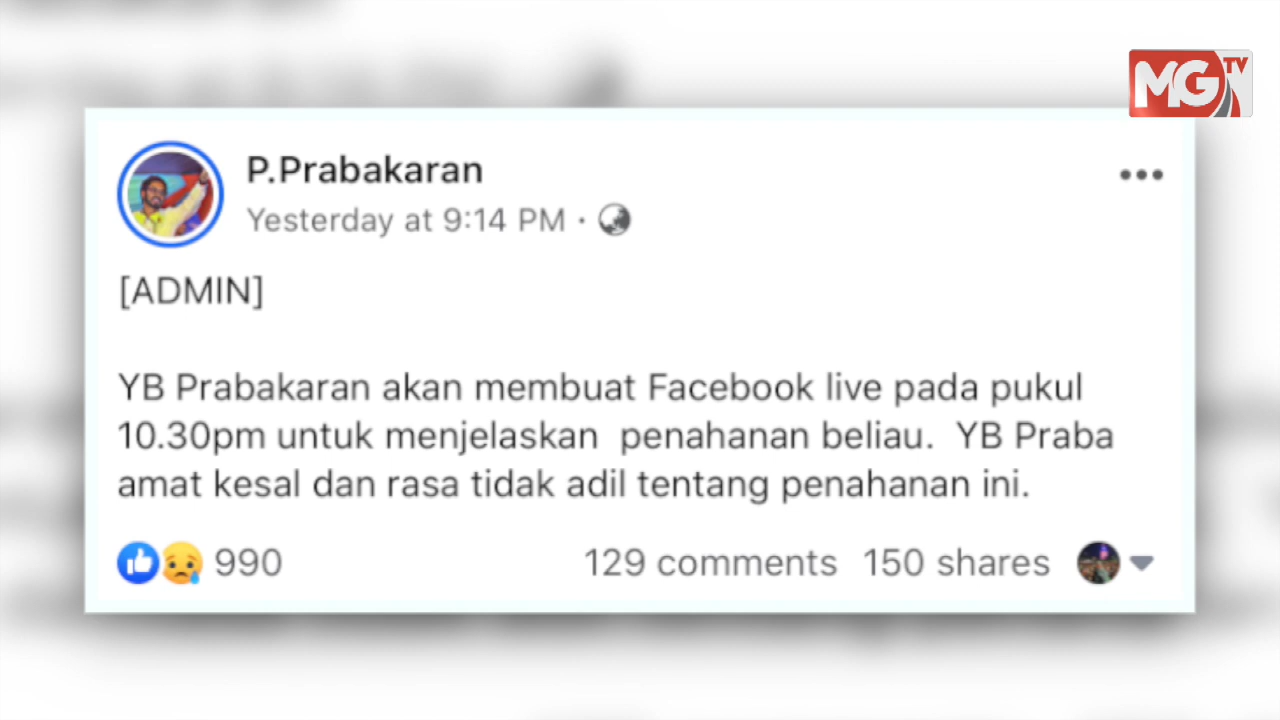 MG TV
P.Prabakaran
Yesterday at 9:14 PM ·
[ADMIN]
YB Prabakaran akan membuat Facebook live pada pukul
10.30pm untuk menjelaskan penahanan beliau. YB Praba
amat kesal dan rasa tidak adil tentang penahanan ini.
990
129 comments 150 shares